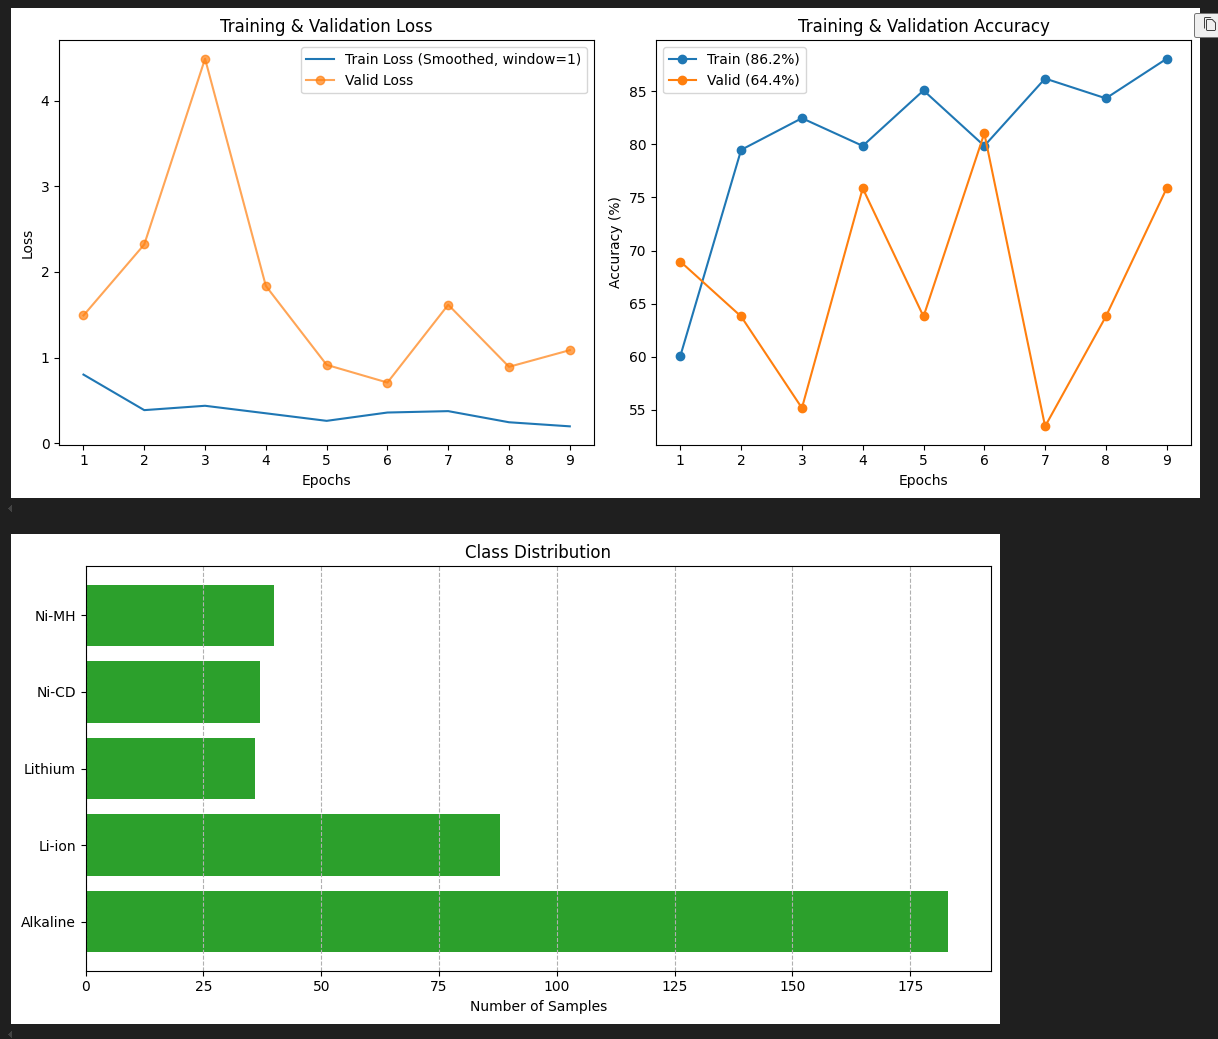 Training & Validation Loss
Train Loss (Smoothed, window=1)
Valid Loss
4
3
2
1
0
Loss
1 2 3 4 5 6 7 8 9
Epochs
Training & Validation Accuracy
Train (86.2%)
Valid (64.4%)
85
80
75
70
65
60
55
Accuracy (%)
1 2 3 4 5 6 7 8 9
Epochs
Class Distribution
Ni-MH
Ni-CD
Lithium
Li-ion
Alkaline
0 25 50 75 100 125 150 175
Number of Samples